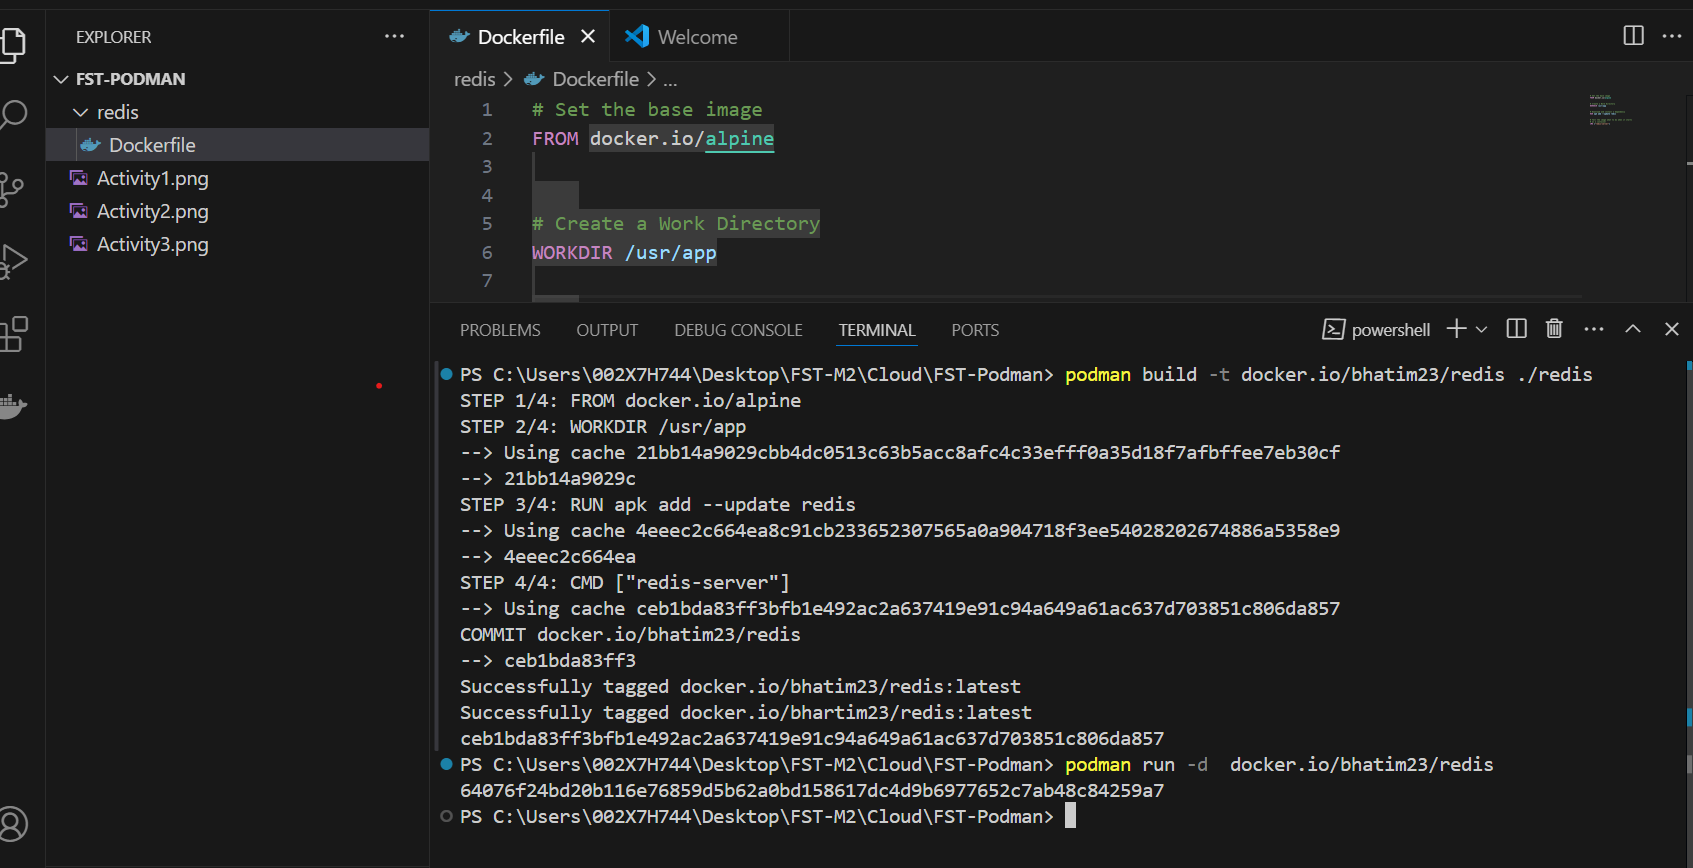 EXPLORER
FST-PODMAN
redis
Dockerfile
Activity1.png
Activity2.png
Activity3.png
Dockerfile
Welcome
redis > Dockerfile > ...
1 # Set the base image
2 FROM docker.io/alpine
3
4
5 # Create a Work Directory
6 WORKDIR /usr/app
7
PROBLEMS OUTPUT DEBUG CONSOLE TERMINAL PORTS
powershell
PS C:\Users\002X7H744\Desktop\FST-M2\Cloud\FST-Podman> podman build -t docker.io/bhatim23/redis ./redis
STEP 1/4: FROM docker.io/alpine
STEP 2/4: WORKDIR /usr/app
--> Using cache 21bb14a9029cbb4dc0513c63b5acc8afc4c33efff0a35d18f7afbffee7eb30cf
--> 21bb14a9029c
STEP 3/4: RUN apk add --update redis
--> Using cache 4eeec2c664ea8c91cb233652307565a0a904718f3ee54028202674886a5358e9
--> 4eeec2c664ea
STEP 4/4: CMD ["redis-server"]
--> Using cache ceb1bda83ff3bfb1e492ac2a637419e91c94a649a61ac637d703851c806da857
COMMIT docker.io/bhatim23/redis
--> ceb1bda83ff3
Successfully tagged docker.io/bhatim23/redis:latest
Successfully tagged docker.io/bhartim23/redis:latest
ceb1bda83ff3bfb1e492ac2a637419e91c94a649a61ac637d703851c806da857
PS C:\Users\002X7H744\Desktop\FST-M2\Cloud\FST-Podman> podman run -d  docker.io/bhatim23/redis
64076f24bd20b116e76859d5b62a0bd158617dc4d9b6977652c7ab48c84259a7
PS C:\Users\002X7H744\Desktop\FST-M2\Cloud\FST-Podman>